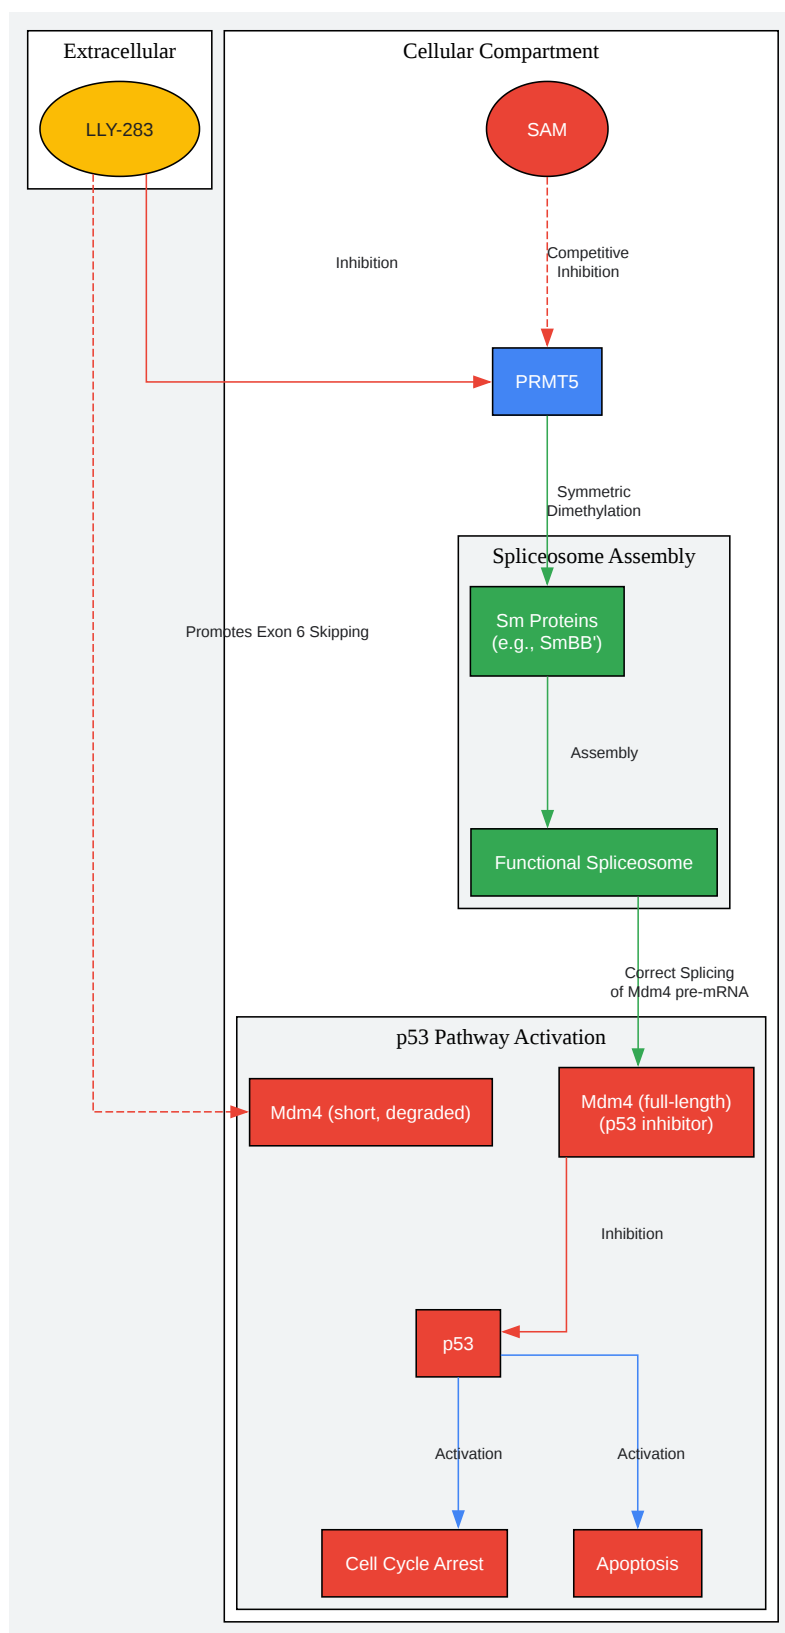 Extracellular
Cellular Compartment
LLY-283
SAM
Inhibition
Competitive
Inhibition
PRMT5
Symmetric
Dimethylation
Spliceosome Assembly
Sm Proteins
(e.g., SmBB')
Promotes Exon 6 Skipping
Assembly
Functional Spliceosome
Correct Splicing
of Mdm4 pre-mRNA
p53 Pathway Activation
Mdm4 (short, degraded)
Mdm4 (full-length)
(p53 inhibitor)
Inhibition
p53
Activation
Activation
Cell Cycle Arrest
Apoptosis